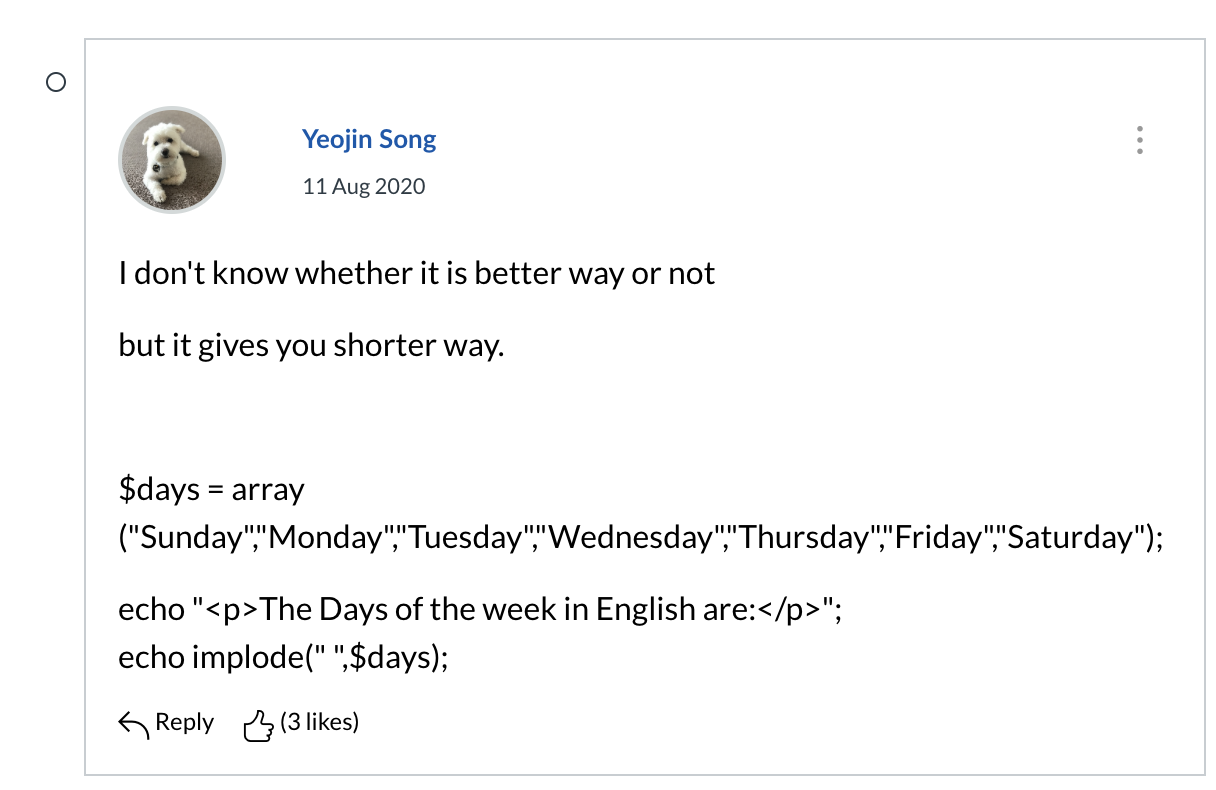 Yeojin Song
11 Aug 2020
I don't know whether it is better way or not
but it gives you shorter way.
$days = array
("Sunday","Monday","Tuesday","Wednesday","Thursday","Friday","Saturday");
echo "<p>The Days of the week in English are:</p>";
echo implode(" ",$days);
Reply (3 likes)